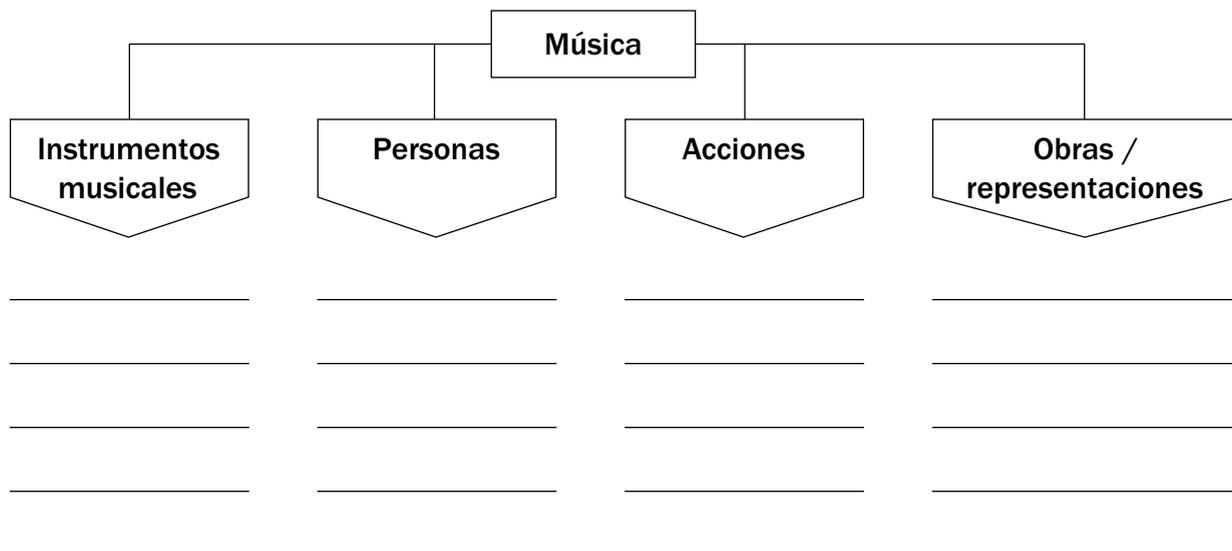 Música
Instrumentos
musicales
Personas
Acciones
Obras /
representaciones